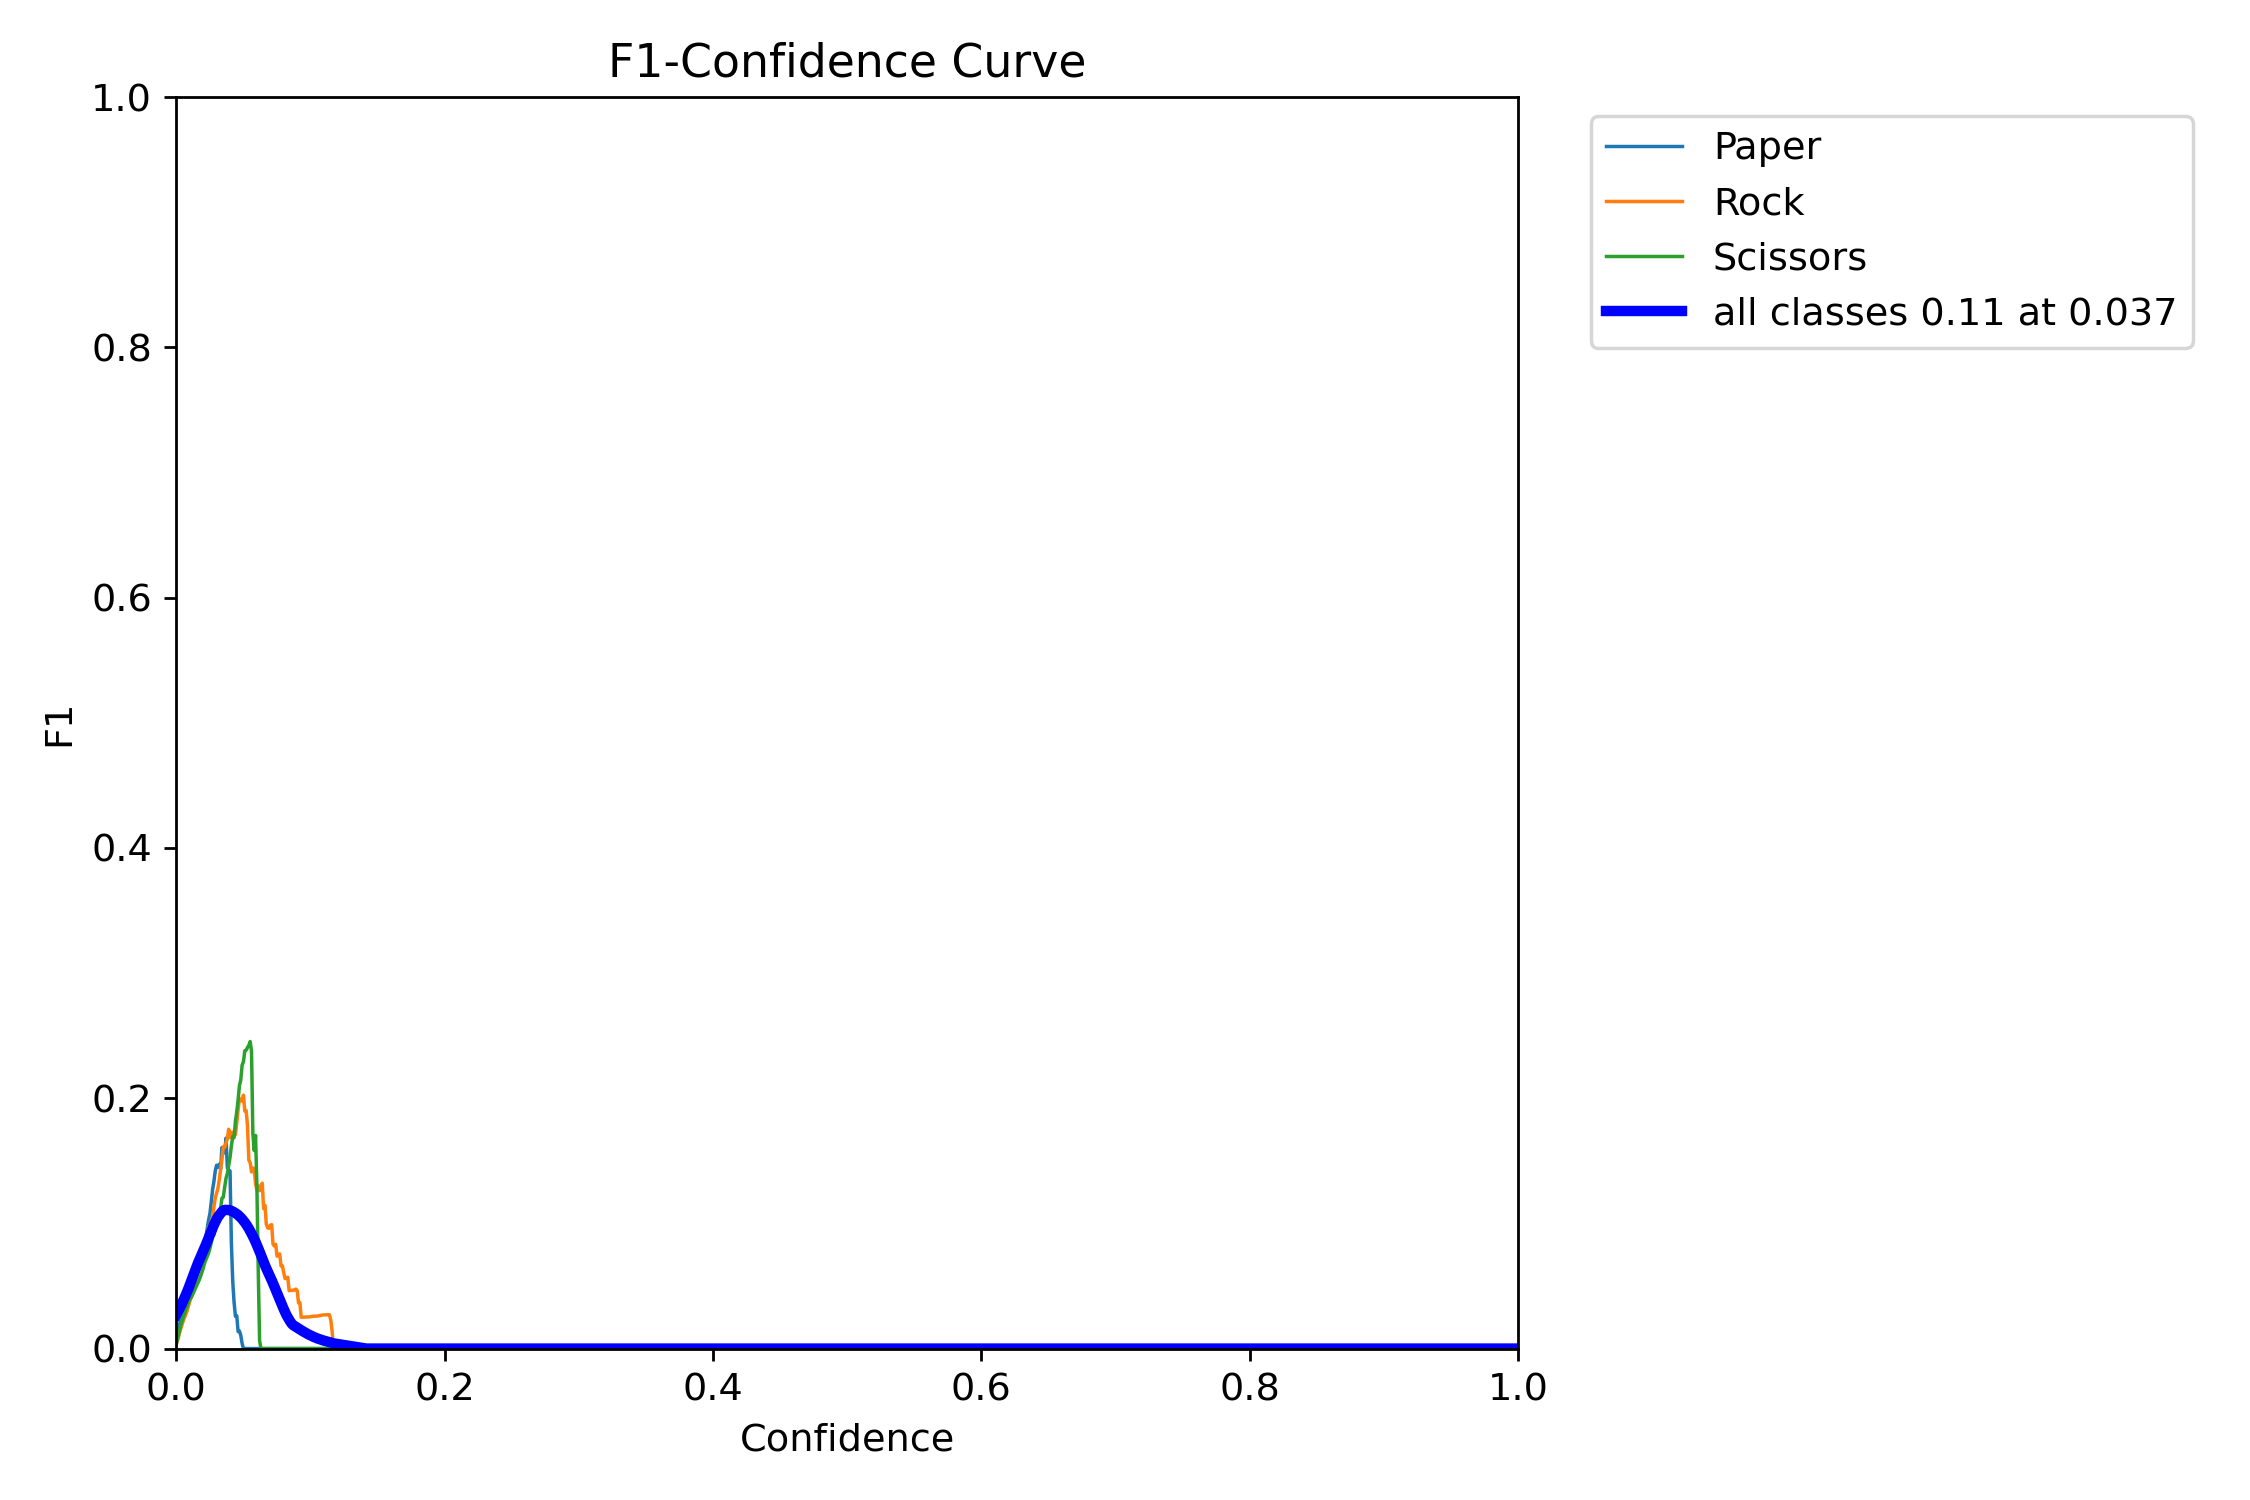 F1-Confidence Curve
1.0
0.8
0.6
0.4
0.2
0.0
F1
0.0 0.2 0.4 0.6 0.8 1.0
Confidence
Paper
Rock
Scissors
all classes 0.11 at 0.037